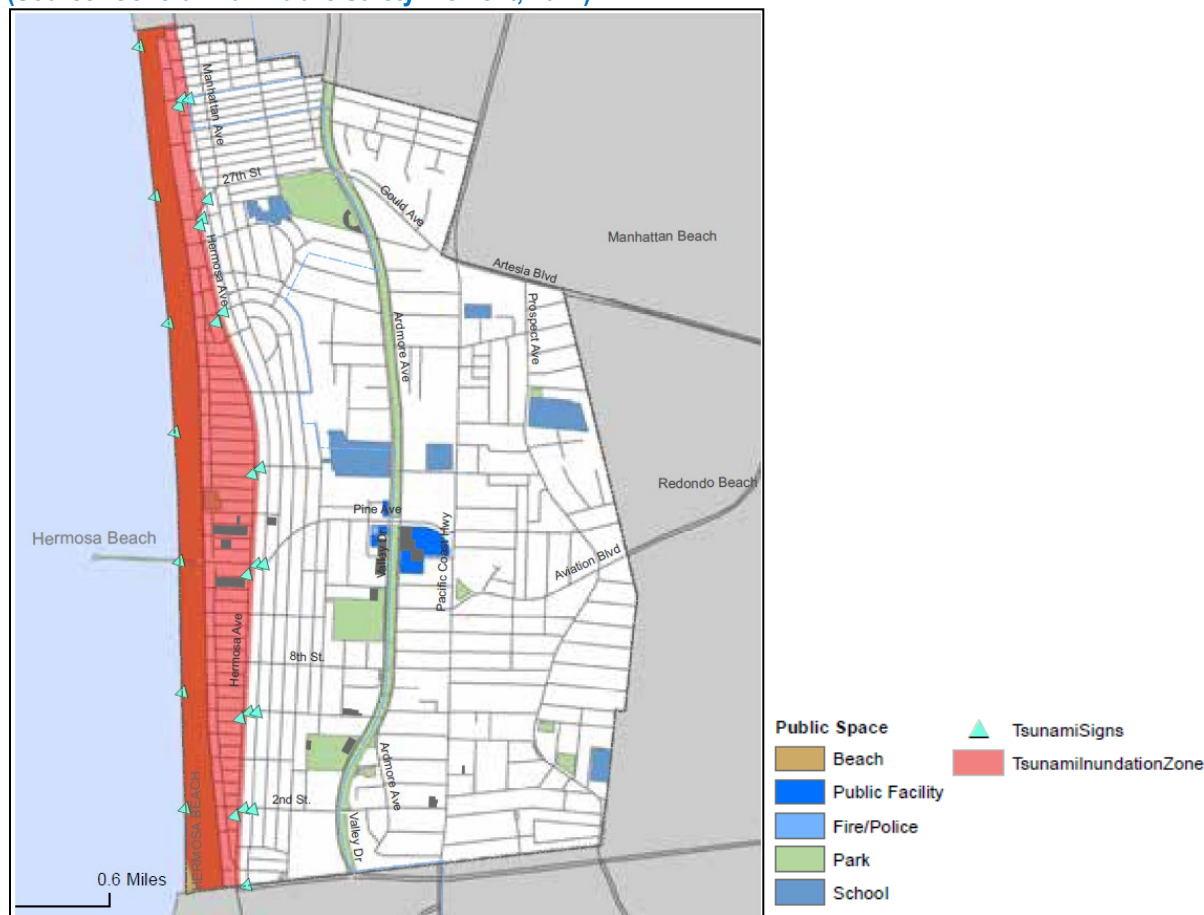 Manhattan Ave
27th St
Gould Ave
Manhattan Beach
Artesia Blvd
Hermosa Ave
Prospect Ave
Ardmore Ave
Redondo Beach
Pine Ave
Hermosa Beach
Valley Dr
Pacific Coast Hwy
Aviation Blvd
Hermosa Ave
8th St.
Ardmore Ave
2nd St.
HERMOSA BEACH
Valley Dr
0.6 Miles
Public Space
Beach
Public Facility
Fire/Police
Park
School
TsunamiSigns
TsunamiInundationZone